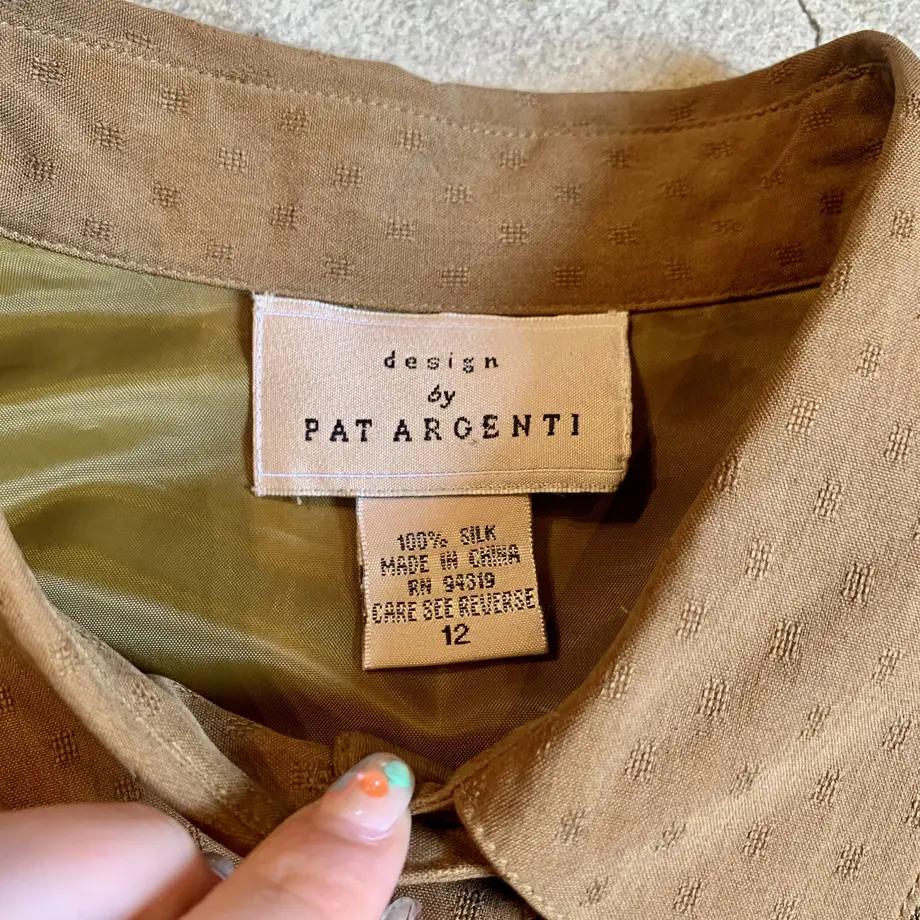 design
by
PAT ARGENTI
100% SILK
MADE IN CHINA
RN 94319
CARE SEE REVERSE
12